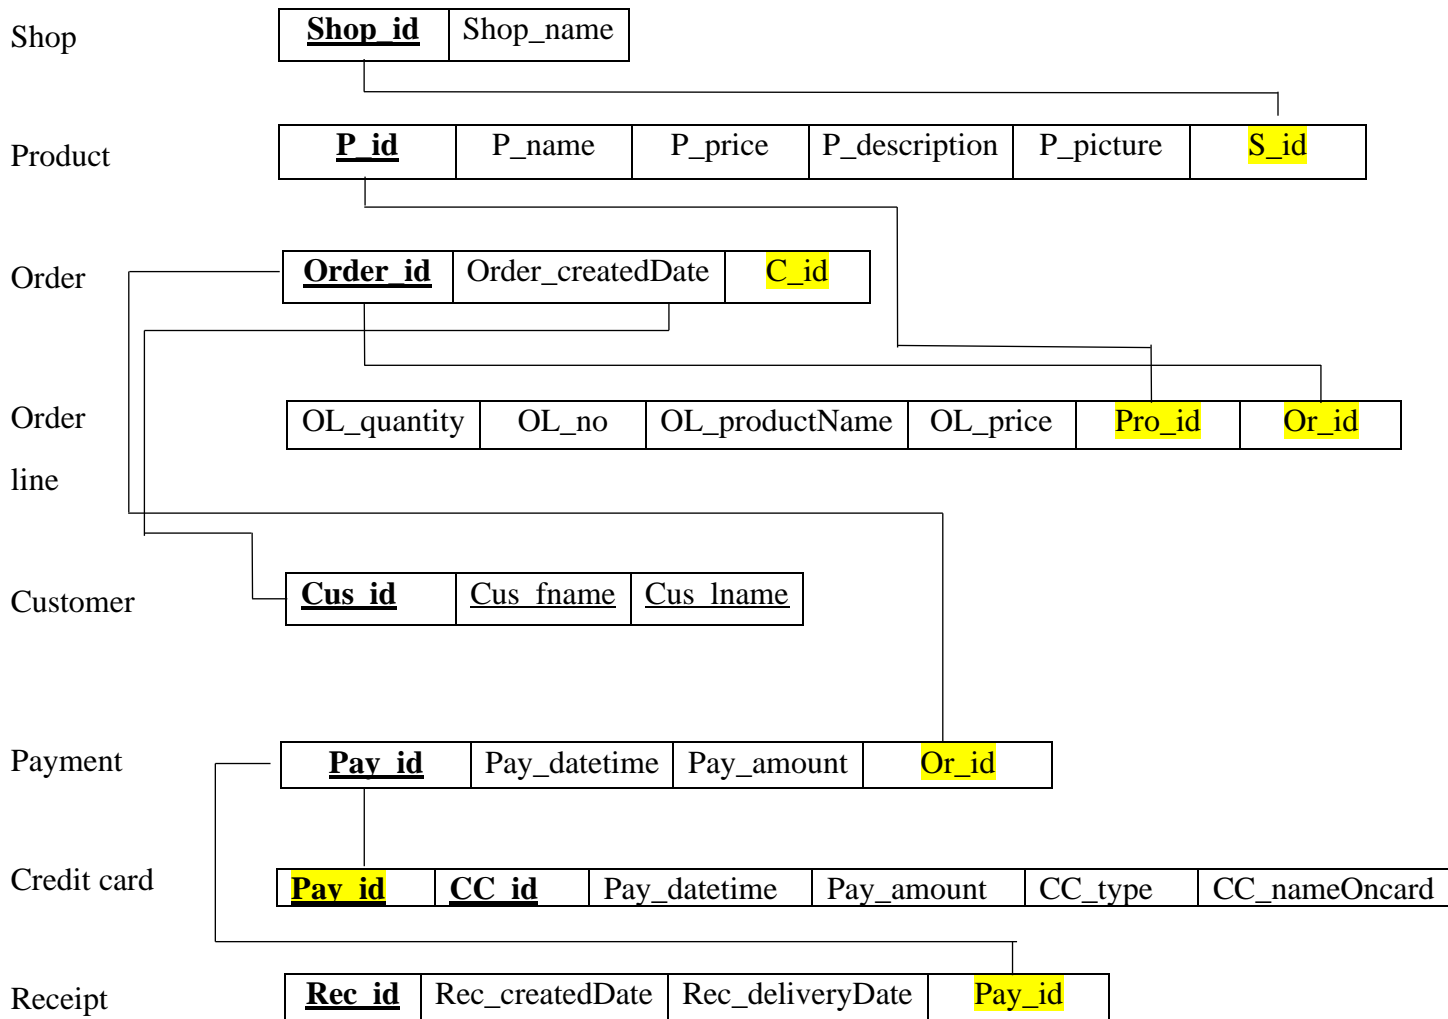 Shop Shop_id Shop_name
Product P_id P_name P_price P_description P_picture S_id
Order Order_id Order_createdDate C_id
Order OL_quantity OL_no OL_productName OL_price Pro_id Or_id
line
Customer Cus_id Cus_fname Cus_lname
Payment Pay_id Pay_datetime Pay_amount Or_id
Credit card Pay_id CC_id Pay_datetime Pay_amount CC_type CC_nameOncard
Receipt Rec_id Rec_createdDate Rec_deliveryDate Pay_id